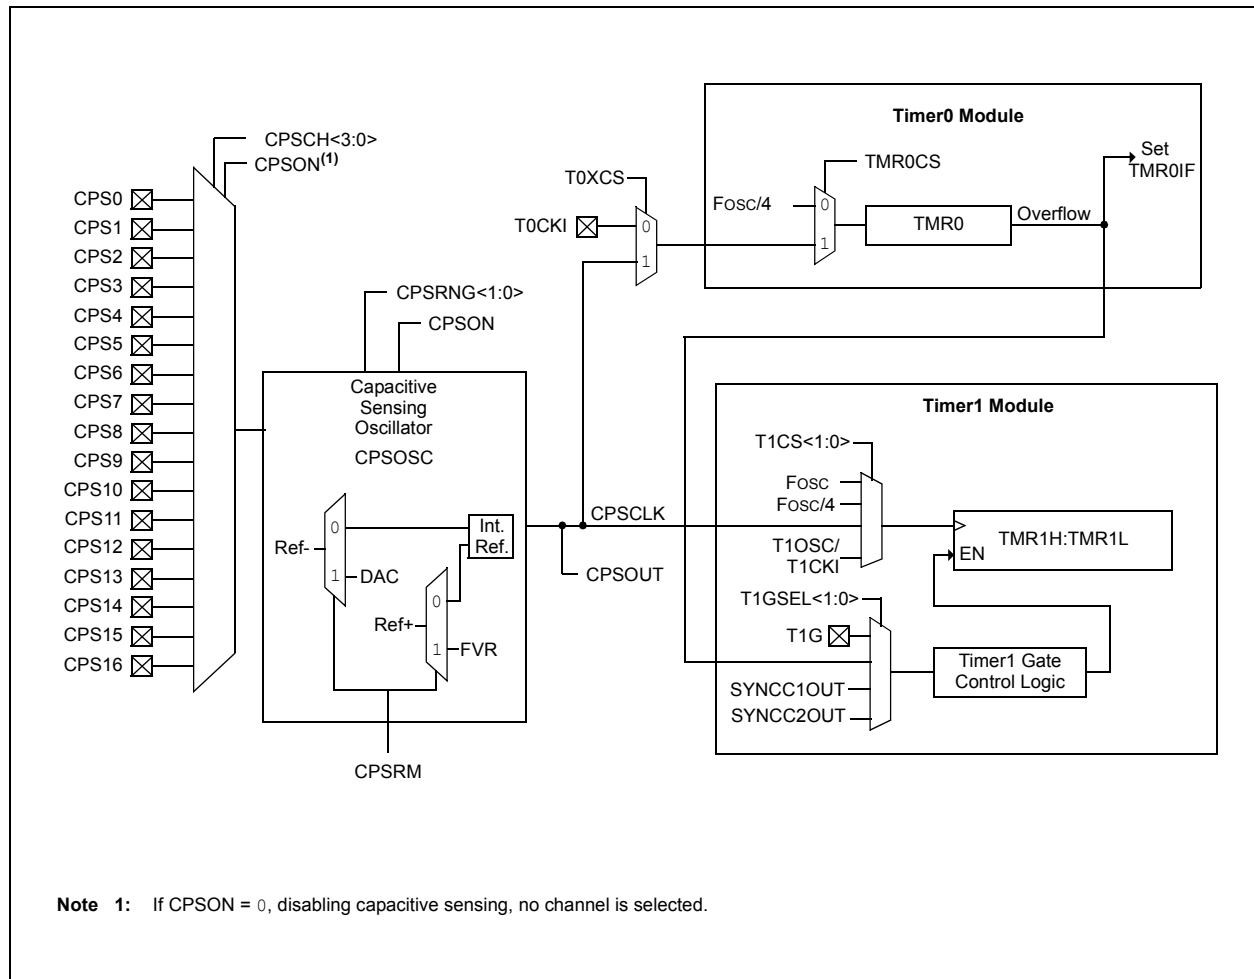 CPSCH<3:0>
CPSON(1)
CPS0
CPS1
CPS2
CPS3
CPS4
CPS5
CPS6
CPS7
CPS8
CPS9
CPS10
CPS11
CPS12
CPS13
CPS14
CPS15
CPS16
CPSRNG<1:0>
CPSON
Capacitive
Sensing
Oscillator
CPSOSC
0
Ref-
1
DAC
Int.
Ref.
0
Ref+
1
FVR
CPSRM
CPSCLK
CPSOUT
T0XCS
T0CKI
0
1
Timer0 Module
TMR0CS
FOSC/4
0
1
TMR0
Overflow
Set
TMR0IF
Timer1 Module
T1CS<1:0>
FOSC
FOSC/4
T1OSC/
T1CKI
TMR1H:TMR1L
EN
T1GSEL<1:0>
T1G
SYNCC1OUT
SYNCC2OUT
Timer1 Gate
Control Logic
Note 1: If CPSON = 0, disabling capacitive sensing, no channel is selected.